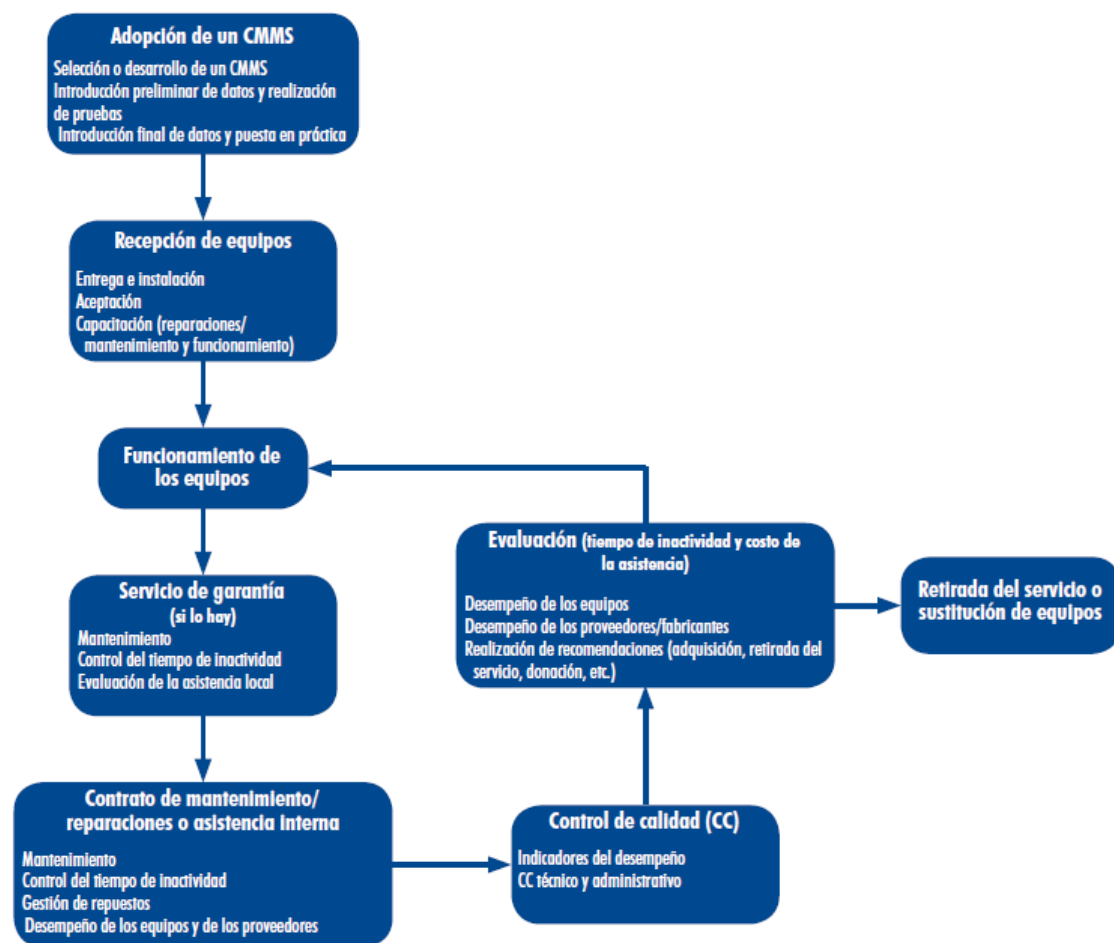 Adopción de un CMMS
Selección o desarrollo de un CMMS
Introducción preliminar de datos y realización
de pruebas
Introducción final de datos y puesta en práctica
Recepción de equipos
Entrega e instalación
Aceptación
Capacitación (reparaciones/
mantenimiento y funcionamiento)
Funcionamiento de
los equipos
Servicio de garantía
(si lo hay)
Mantenimiento
Control del tiempo de inactividad
Evaluación de la asistencia local
Contrato de mantenimiento/
reparaciones o asistencia interna
Mantenimiento
Control del tiempo de inactividad
Gestión de repuestos
Desempeño de los equipos y de los proveedores
Control de calidad (CC)
Indicadores del desempeño
CC técnico y administrativo
Evaluación (tiempo de inactividad y costo de
la asistencia)
Desempeño de los equipos
Desempeño de los proveedores/fabricantes
Realización de recomendaciones (adquisición, retirada del
servicio, donación, etc.)
Retirada del servicio o
sustitución de equipos